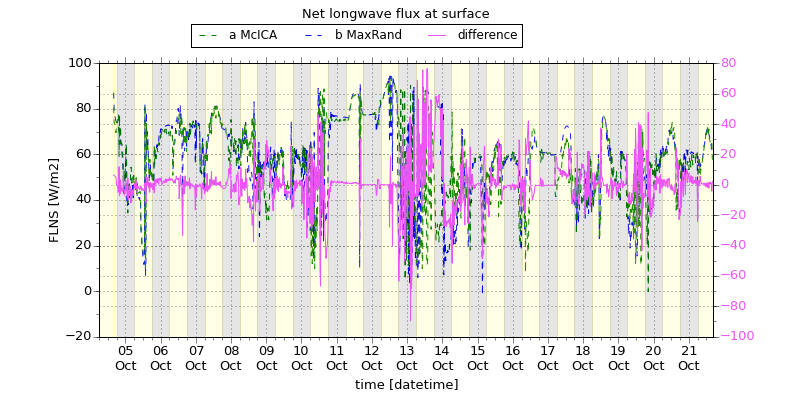 Net longwave flux at surface
a McICA b MaxRand difference
100
80
60
40
20
0
−20
FLNS [W/m2]
80
60
40
20
0
−20
−40
−60
−80
−100
05 06 07 08 09 10 11 12 13 14 15 16 17 18 19 20 21
Oct Oct Oct Oct Oct Oct Oct Oct Oct Oct Oct Oct Oct Oct Oct Oct Oct
time [datetime]